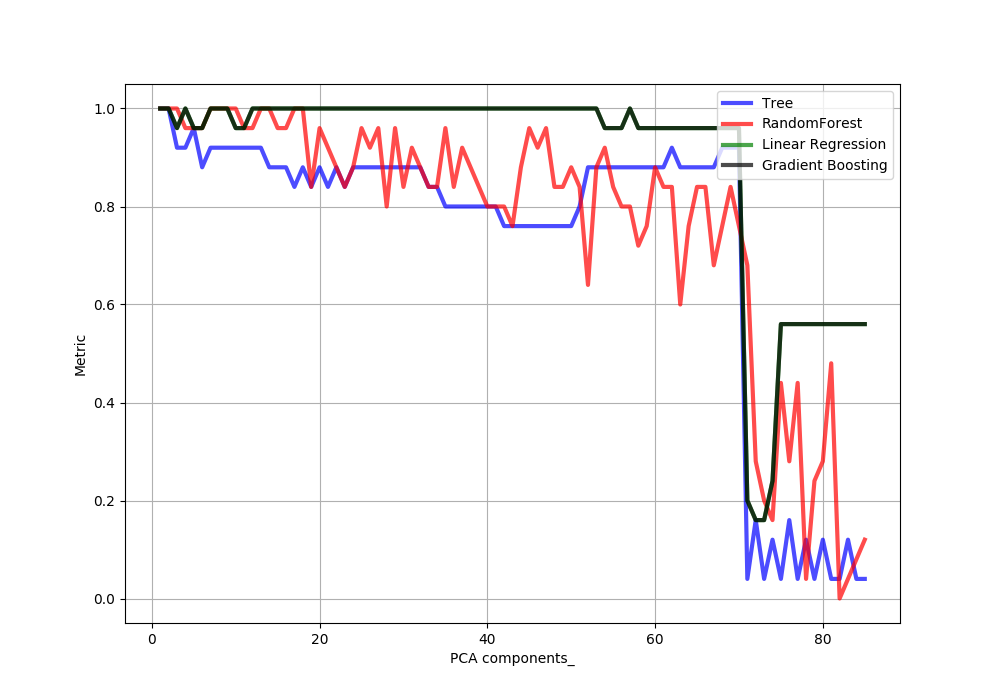 1.0
0.8
0.6
0.4
0.2
0.0
Metric
0 20 40 60 80
PCA components_
Tree
RandomForest
Linear Regression
Gradient Boosting